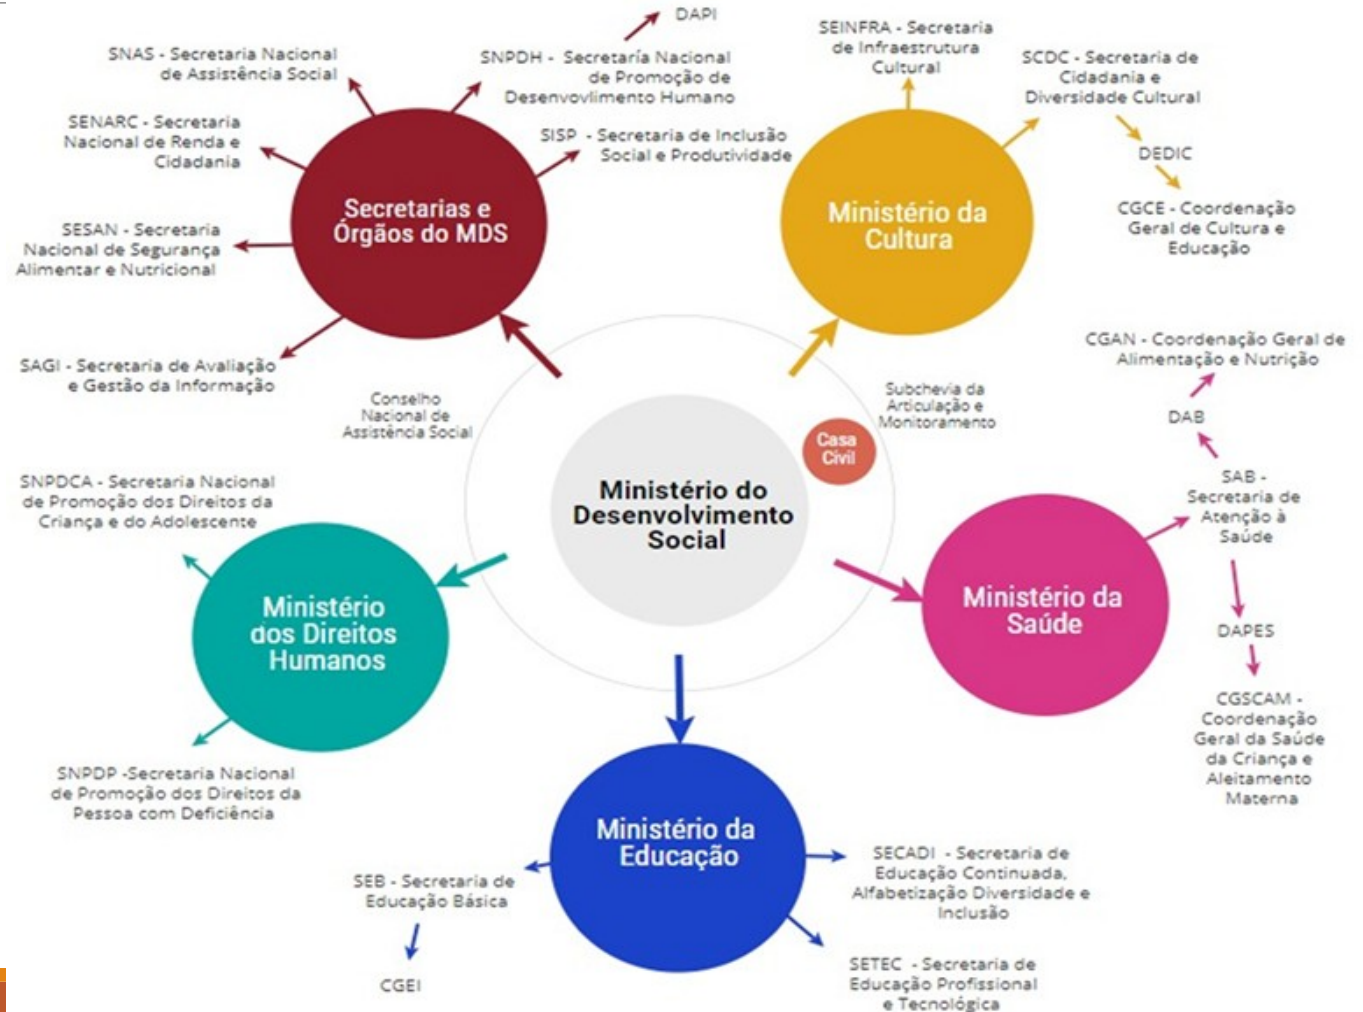 DAPI
SNAS - Secretaria Nacional
de Assistência Social
SNPDH - Secretaría Nacional
de Promoção de
Desenvovlimento Humano
SENARC - Secretaria
Nacional de Renda e
Cidadania
SISP - Secretaria de Inclusão
Social e Produtividade
Secretarias e
Órgãos do MDS
SESAN - Secretaria
Nacional de Segurança
Alimentar e Nutricional
SAGI - Secretaria de Avaliação
e Gestão da Informação
SEINFRA - Secretaria
de Infraestrutura
Cultural
SCDC - Secretaria de
Cidadania e
Diversidade Cultural
DEDIC
CGCE - Coordenação
Geral de Cultura e
Educação
Ministério da
Cultura
Conselho
Nacional de
Assistência Social
Subchevia da
Articulação e
Monitoramento
Casa
Civil
Ministério do
Desenvolvimento
Social
CGAN - Coordenação Geral de
Alimentação e Nutrição
DAB
SAB -
Secretaria de
Atenção à
Saúde
Ministério da
Saúde
DAPES
CGSCAM -
Coordenação
Geral da Saúde
da Criança e
Aleitamento
Materna
SNPDCA - Secretaria Nacional
de Promoção dos Direitos da
Criança e do Adolescente
Ministério
dos Direitos
Humanos
SNPDP -Secretaria Nacional
de Promoção dos Direitos da
Pessoa com Deficiência
Ministério da
Educação
SEB - Secretaria de
Educação Básica
CGEI
SECADI - Secretaria de
Educação Continuada,
Alfabetização Diversidade e
Inclusão
SETEC - Secretaria de
Educação Profissional
e Tecnológica